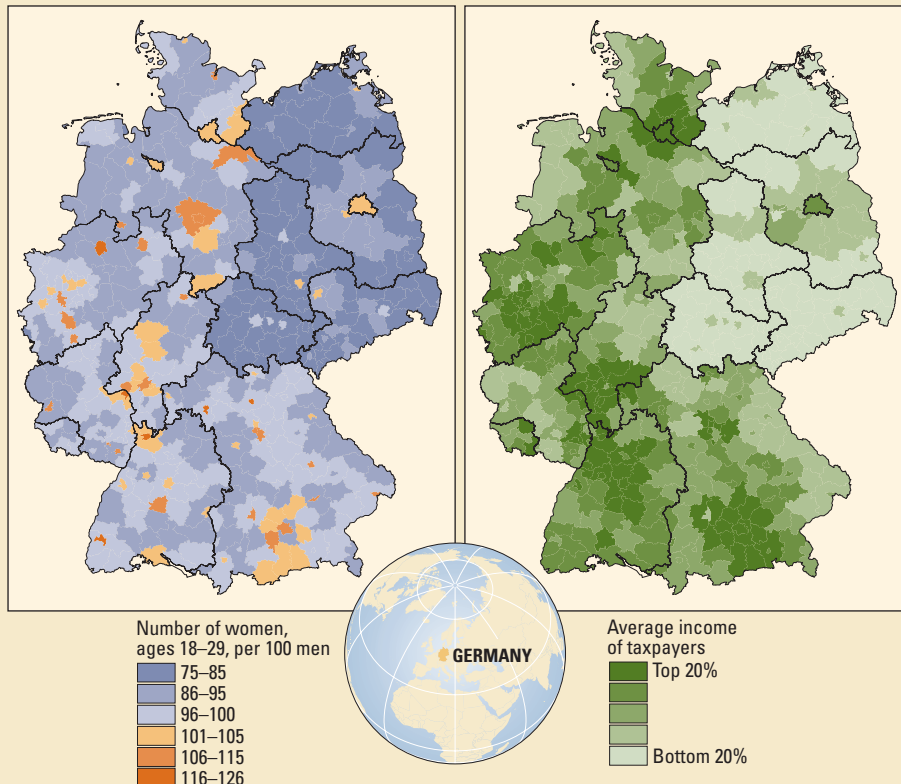 Number of women,
ages 18–29, per 100 men
75–85
86–95
96–100
101–105
106–115
116–126
GERMANY
Average income
of taxpayers
Top 20%
Bottom 20%